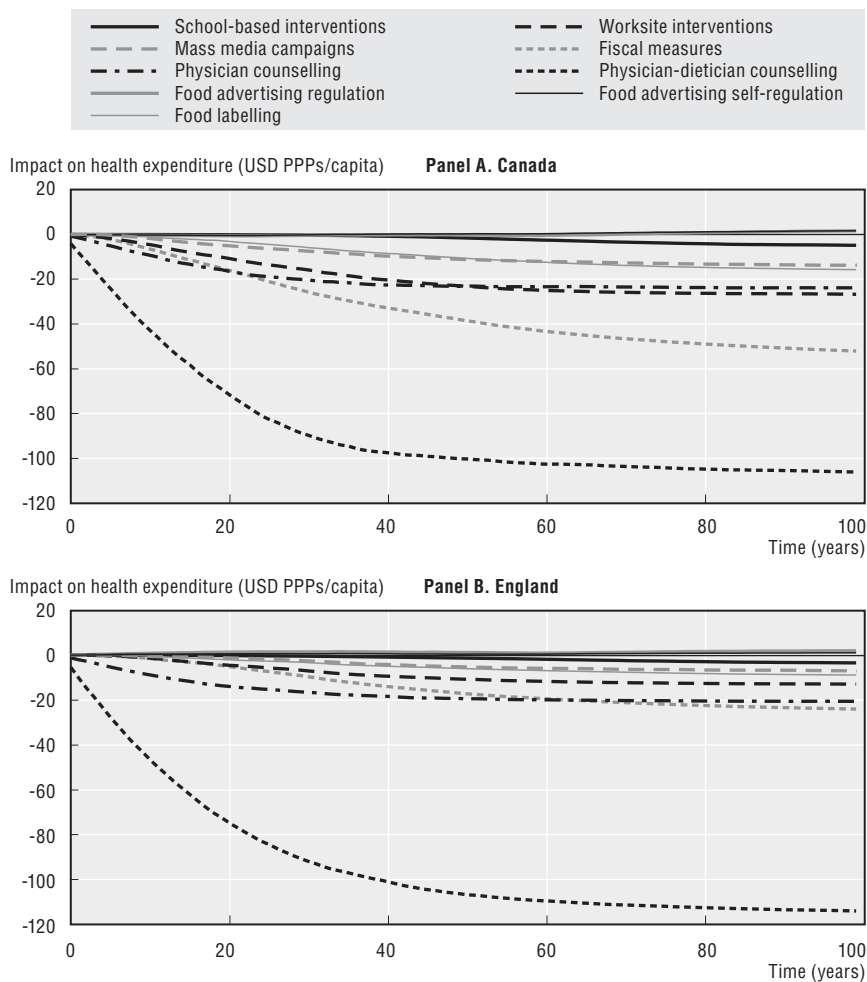 School-based interventions
Worksite interventions
Mass media campaigns
Fiscal measures
Physician counselling
Physician-dietician counselling
Food advertising regulation
Food advertising self-regulation
Food labelling
Impact on health expenditure (USD PPPs/capita) Panel A. Canada
20
0
-20
-40
-60
-80
-100
-120
0 20 40 60 80 100
Time (years)
Impact on health expenditure (USD PPPs/capita) Panel B. England
20
0
-20
-40
-60
-80
-100
-120
0 20 40 60 80 100
Time (years)